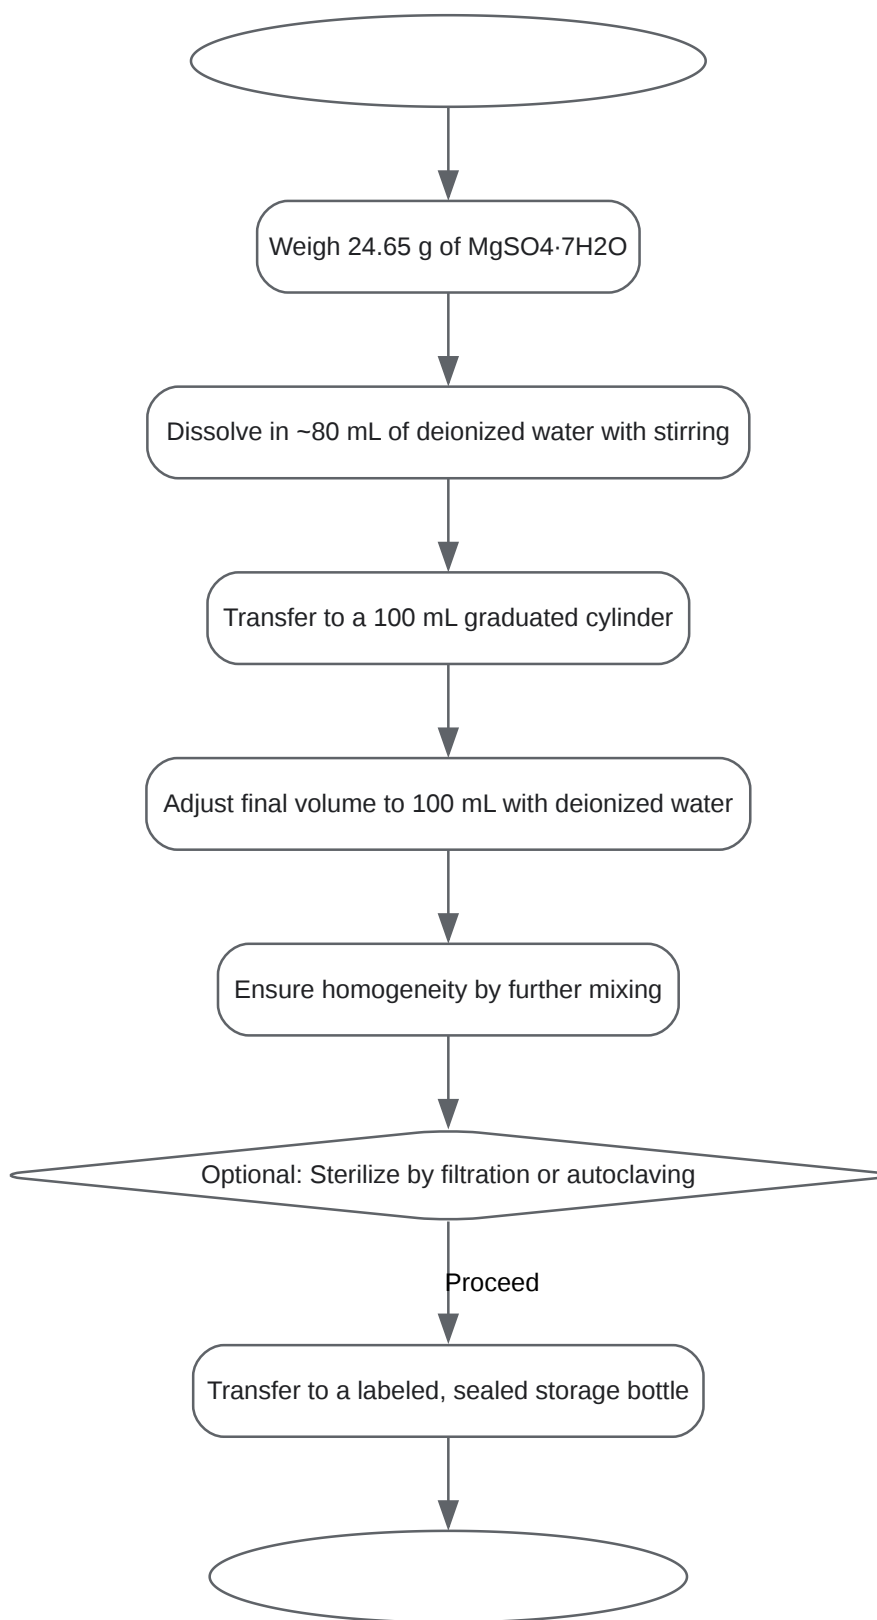 Weigh 24.65 g of MgSO4·7H2O
Dissolve in ~80 mL of deionized water with stirring
Transfer to a 100 mL graduated cylinder
Adjust final volume to 100 mL with deionized water
Ensure homogeneity by further mixing
Optional: Sterilize by filtration or autoclaving
Proceed
Transfer to a labeled, sealed storage bottle